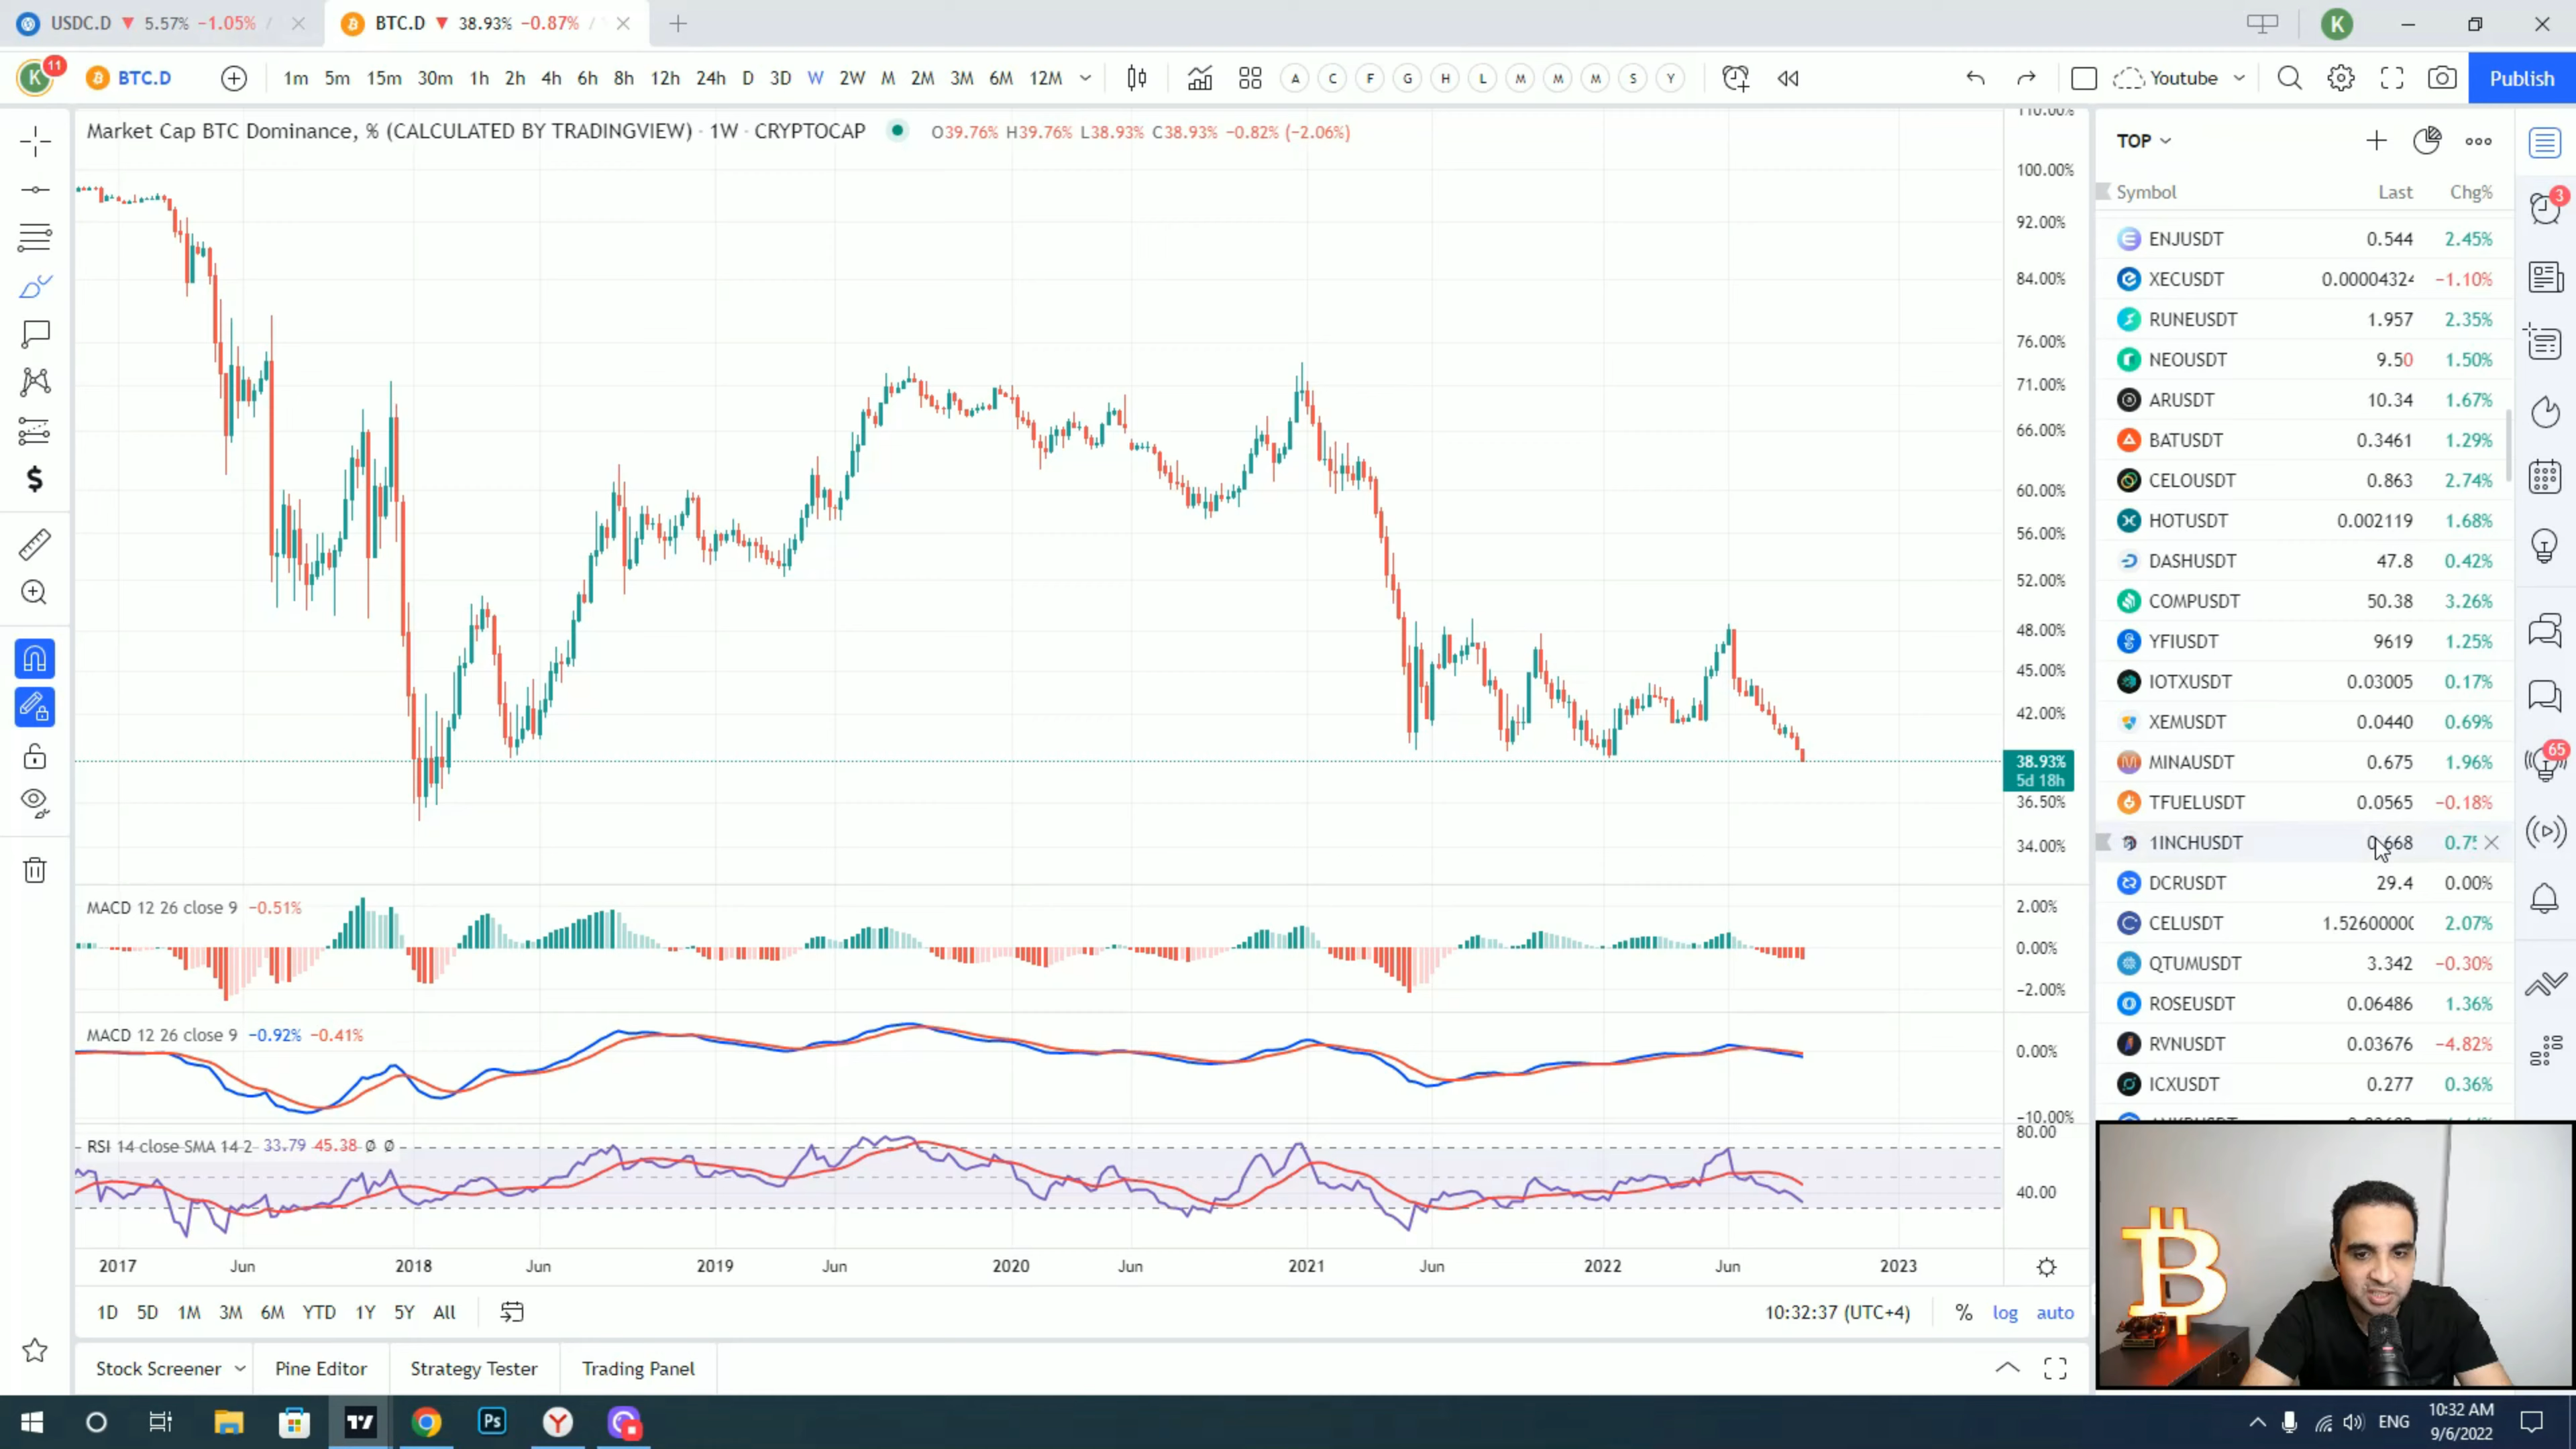 USDC.D ▼ 5.57% −1.05% /
BTC.D ▼ 38.93% −0.87% /
K
K 11 BTC.D 1m 5m 15m 30m 1h 2h 4h 6h 8h 12h 24h D 3D W 2W M 2M 3M 6M 12M A C F G H L M M M S Y Youtube Publish
Market Cap BTC Dominance, % (CALCULATED BY TRADINGVIEW) · 1W · CRYPTOCAP O39.76% H39.76% L38.93% C38.93% −0.82% (−2.06%)
110.00%
100.00%
92.00%
84.00%
76.00%
71.00%
66.00%
60.00%
56.00%
52.00%
48.00%
45.00%
42.00%
38.93%
5d 18h
36.50%
34.00%
MACD 12 26 close 9 −0.51%
2.00%
0.00%
−2.00%
MACD 12 26 close 9 −0.92% −0.41%
0.00%
−10.00%
RSI 14 close SMA 14 2 33.79 45.38 Ø Ø
80.00
40.00
2017 Jun 2018 Jun 2019 Jun 2020 Jun 2021 Jun 2022 Jun 2023
1D 5D 1M 3M 6M YTD 1Y 5Y All
10:32:37 (UTC+4) % log auto
Stock Screener Pine Editor Strategy Tester Trading Panel
TOP
Symbol Last Chg%
ENJUSDT 0.544 2.45%
XECUSDT 0.00004324 −1.10%
RUNEUSDT 1.957 2.35%
NEOUSDT 9.50 1.50%
ARUSDT 10.34 1.67%
BATUSDT 0.3461 1.29%
CELOUSDT 0.863 2.74%
HOTUSDT 0.002119 1.68%
DASHUSDT 47.8 0.42%
COMPUSDT 50.38 3.26%
YFIUSDT 9619 1.25%
IOTXUSDT 0.03005 0.17%
XEMUSDT 0.0440 0.69%
MINAUSDT 0.675 1.96%
TFUELUSDT 0.0565 −0.18%
1INCHUSDT 0.668 0.75
DCRUSDT 29.4 0.00%
CELUSDT 1.5260000 2.07%
QTUMUSDT 3.342 −0.30%
ROSEUSDT 0.06486 1.36%
RVNUSDT 0.03676 −4.82%
ICXUSDT 0.277 0.36%
3
65
Ps
ENG
10:32 AM
9/6/2022